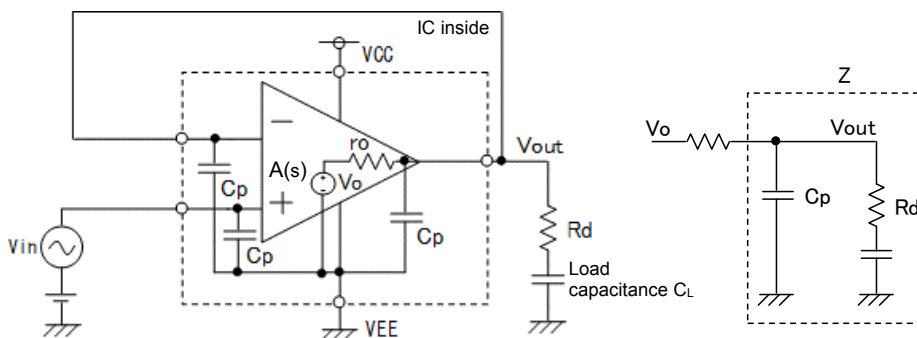 IC inside
VCC
Z
Vo
Vout
ro
Vout
A(s)
Vo
Cp
Cp
Rd
Cp
Cp
Rd
Vin
Load
capacitance CL
VEE